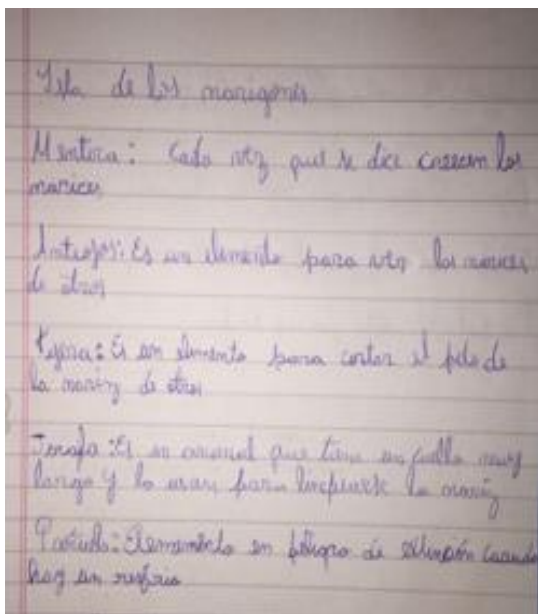 Isla de los narigones
Mentira: Cada vez que se dice crecen las
narices
Anteojos: Es un elemento para ver las narices
de otros
Tijera: Es un elemento para cortar el pelo de
la nariz de otros
Jirafa: Es un animal que tiene un cuello muy
largo y lo usan para limpiarse la nariz
Pañuelo: Elemento en peligro de extinción cuando
hay un resfrio